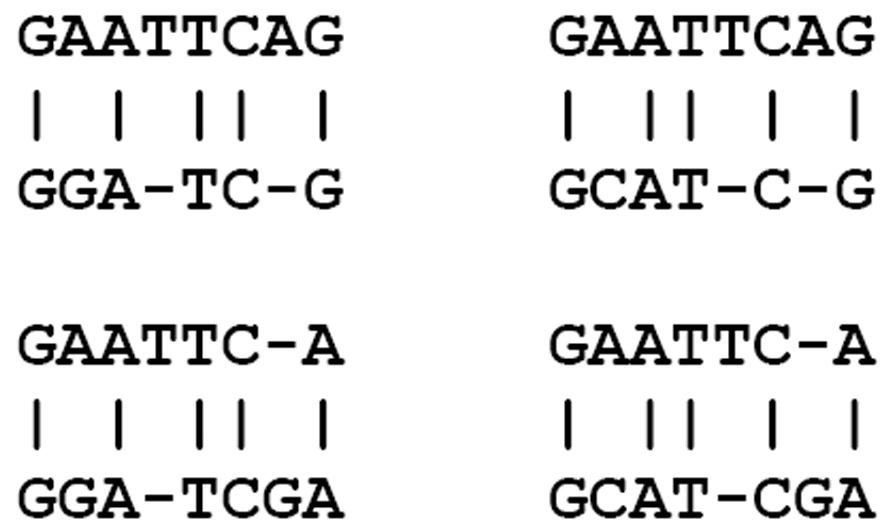 GAATTCAG GAATTCAG
| | | | | | | | | |
GGA-TC-G GCAT-C-G
GAATTC-A GAATTC-A
| | | | | | | | | |
GGA-TCGA GCAT-CGA